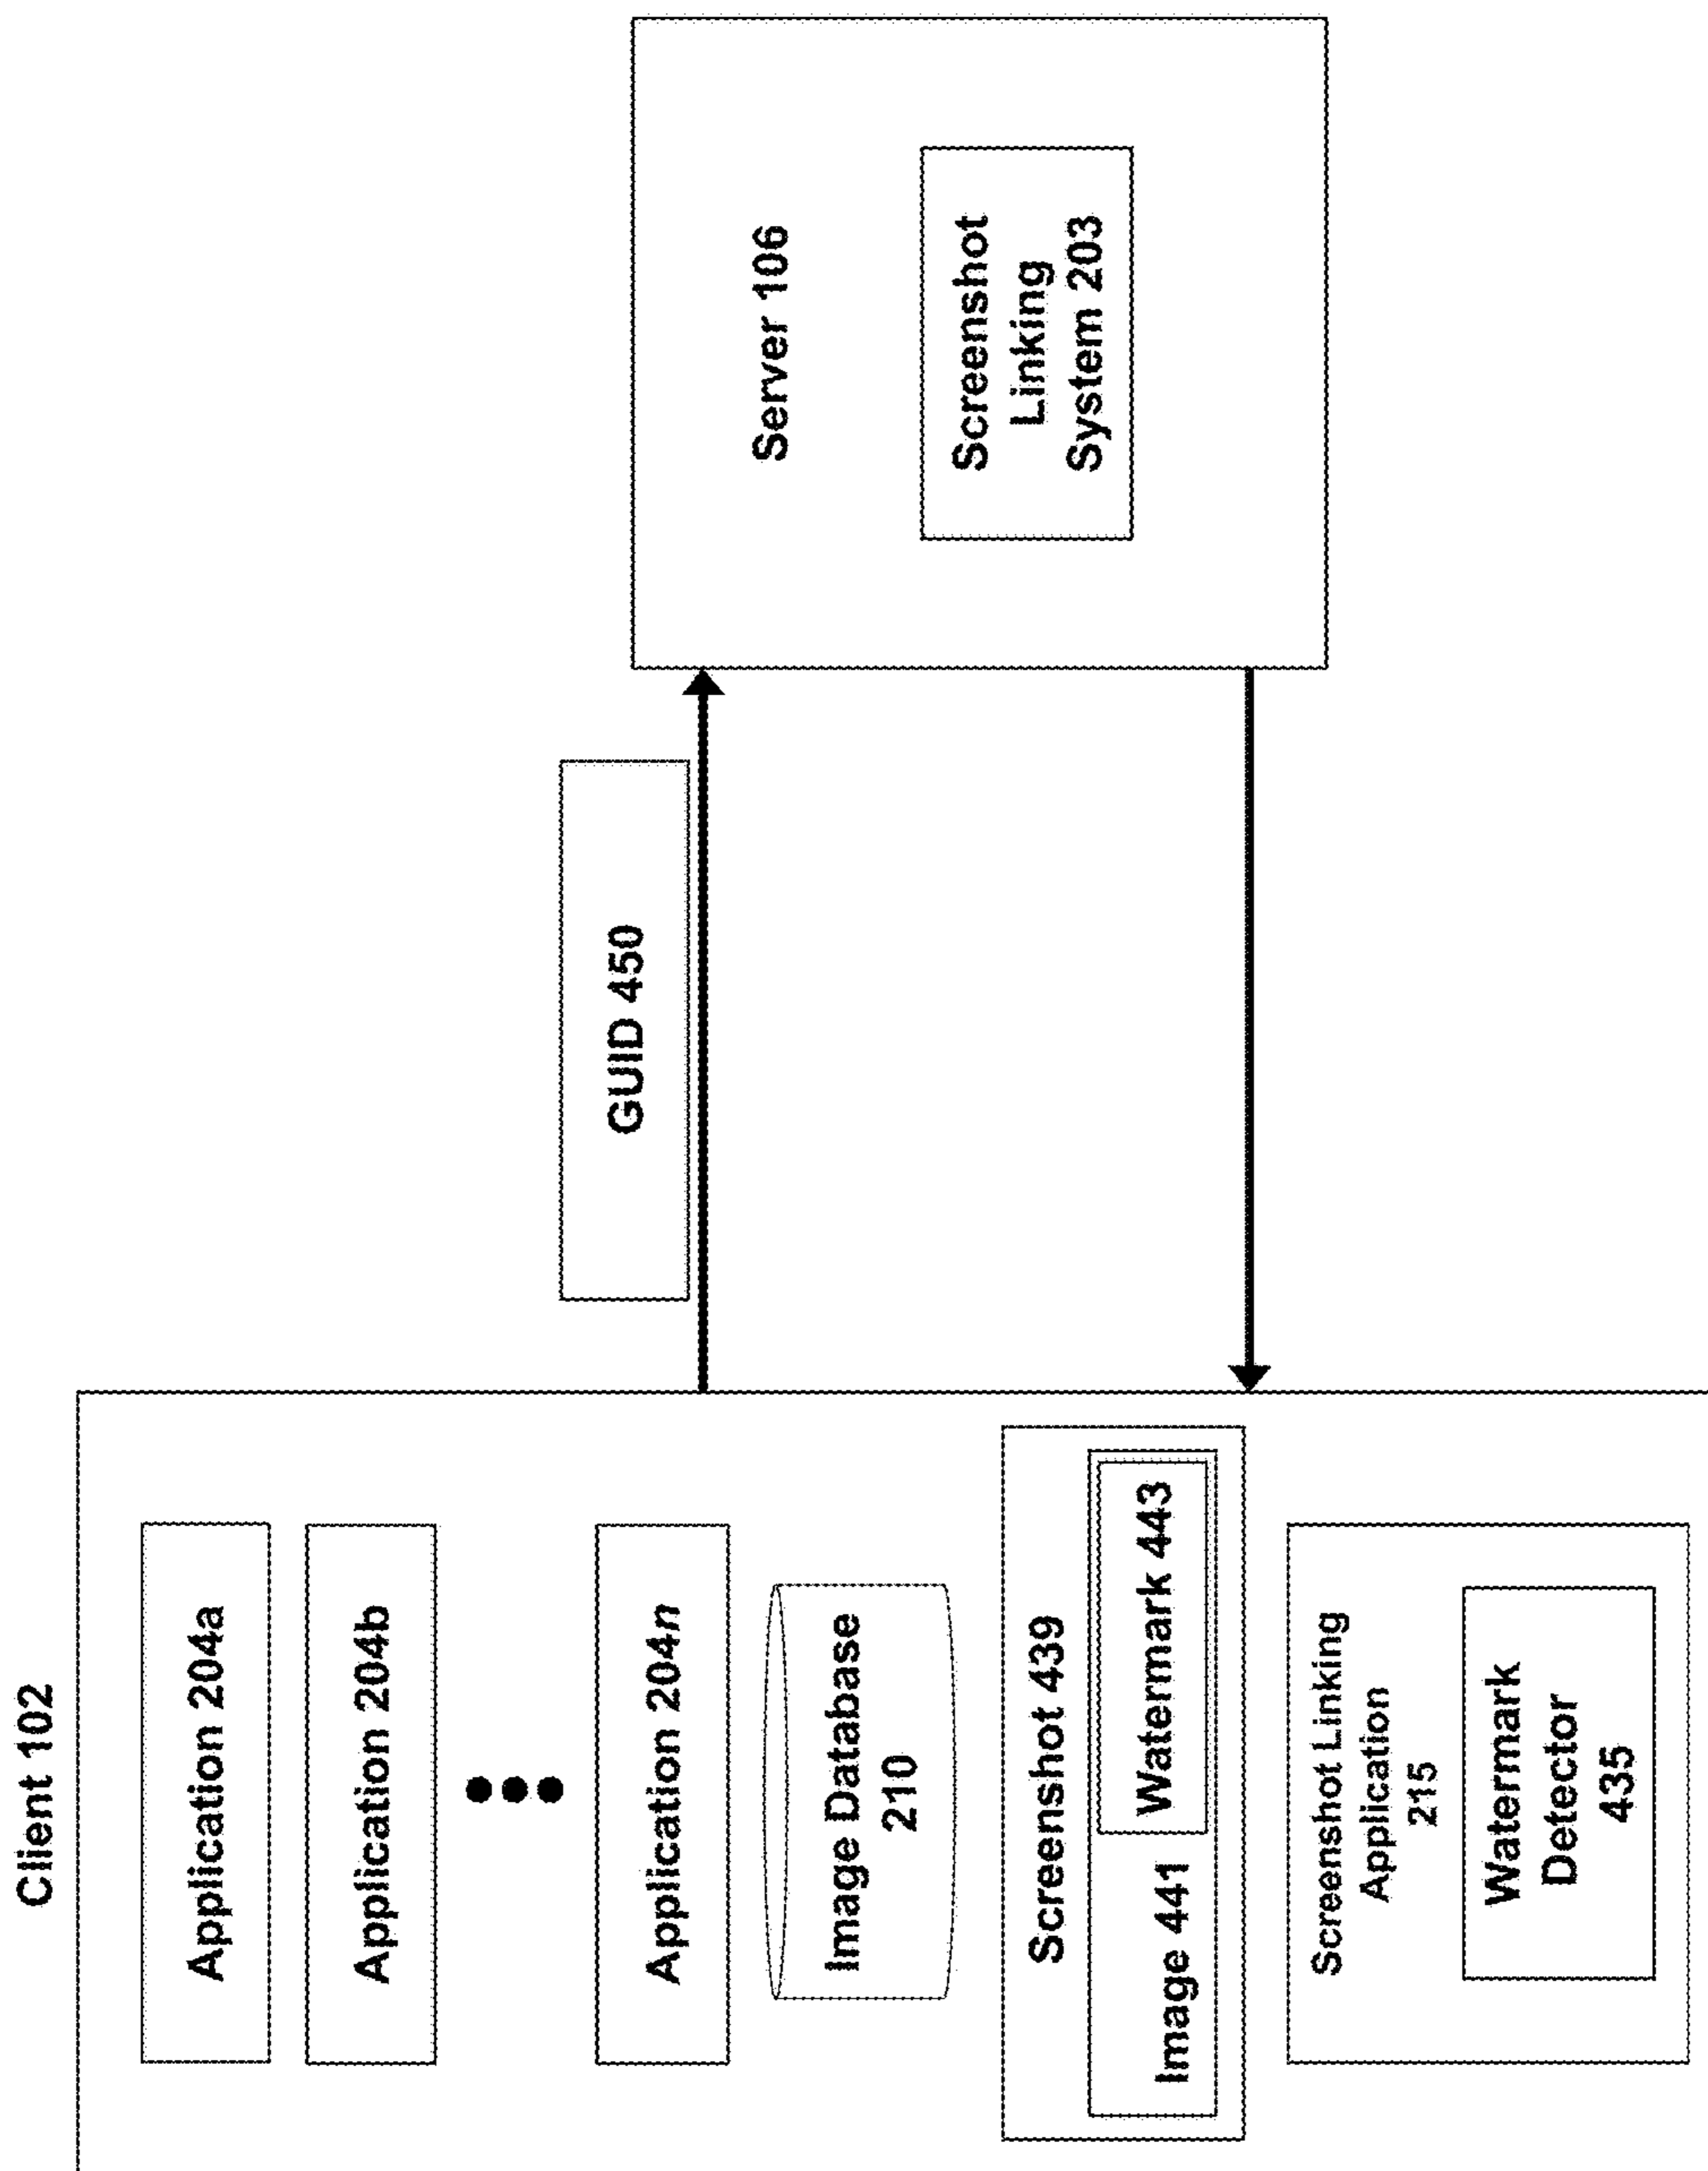 Client 102
Application 204a
Application 204b
Application 204n
Image Database
210
Screenshot 439
Image 441
Watermark 443
Screenshot Linking
Application
215
Watermark
Detector
435
GUID 450
Server 106
Screenshot
Linking
System 203